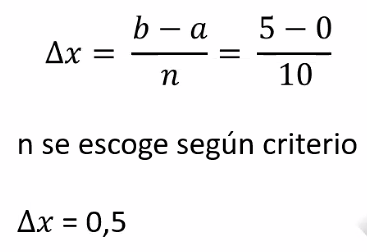 Δx = (b − a)/n = (5 − 0)/10
n se escoge según criterio
Δx = 0,5